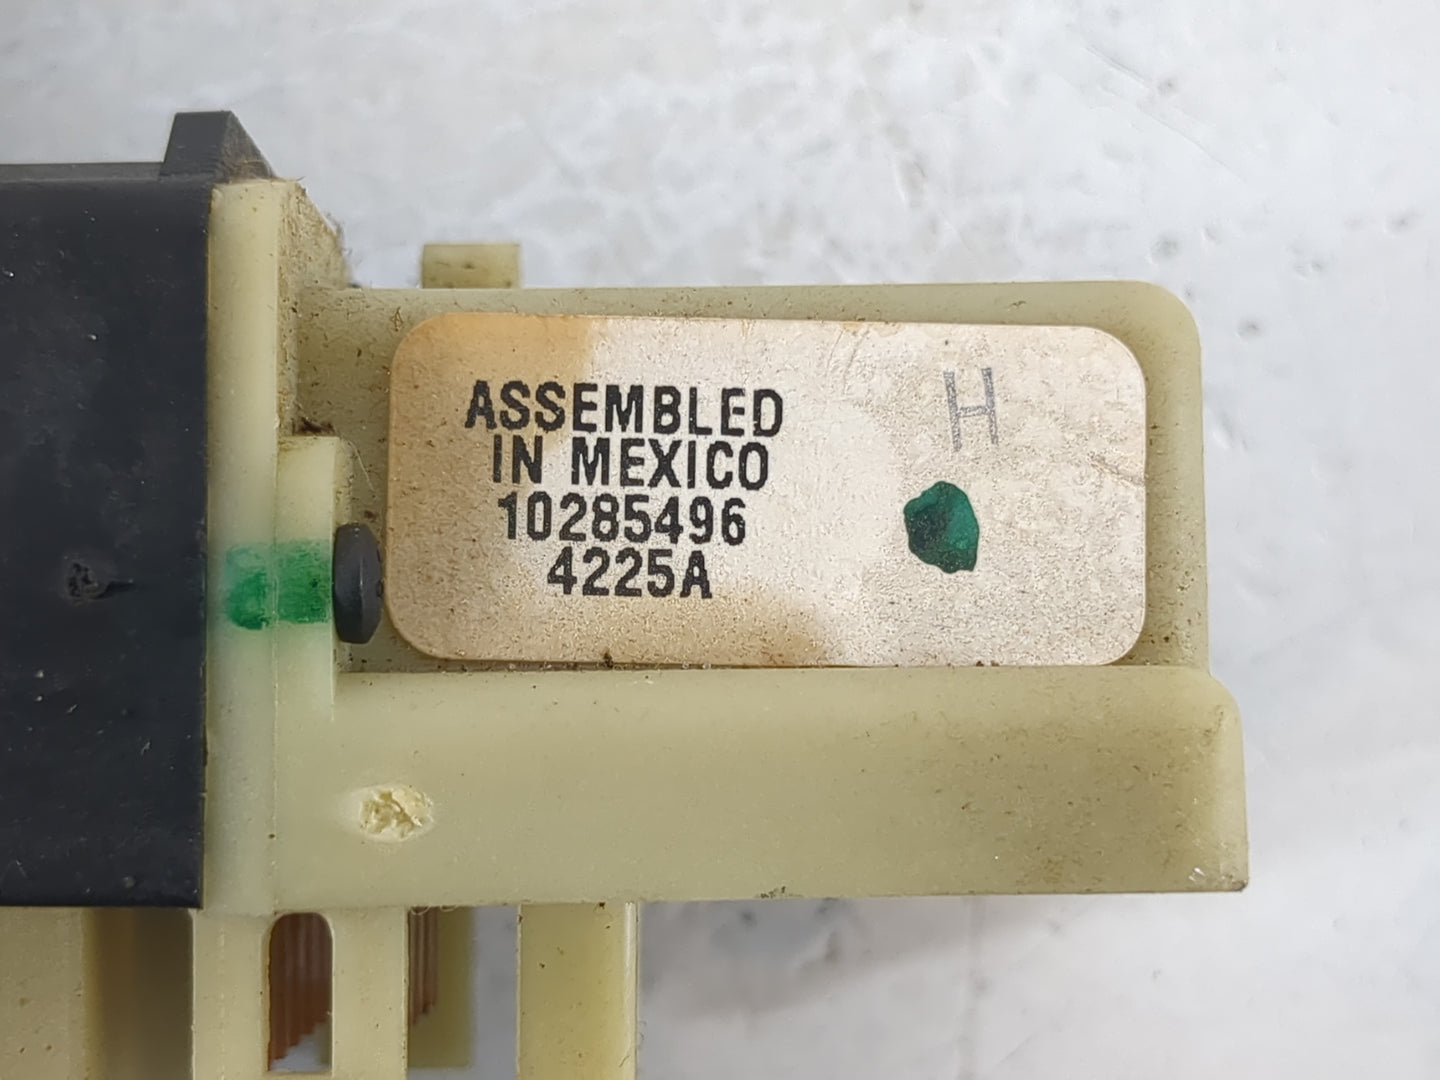 ASSEMBLED
IN MEXICO
10285496
4225A
H